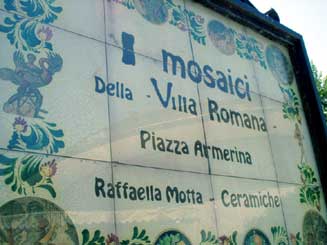 I mosaici
Della - Villa Romana -
Piazza Armerina
Raffaella Motta - Ceramiche